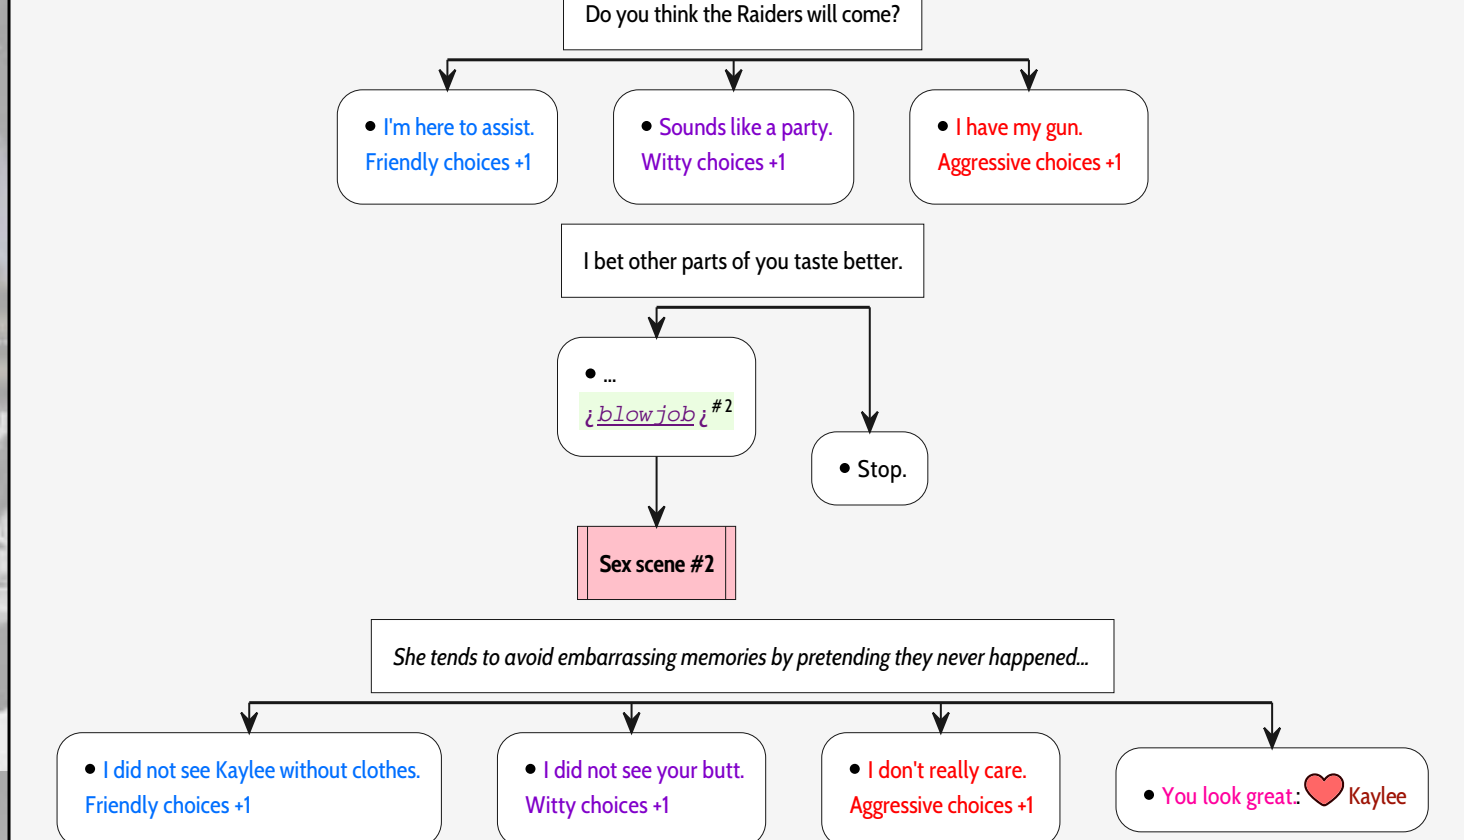 Do you think the Raiders will come?
• I'm here to assist.
Friendly choices +1
• Sounds like a party.
Witty choices +1
• I have my gun.
Aggressive choices +1
I bet other parts of you taste better.
• ...
¿blowjob¿#2
• Stop.
Sex scene #2
She tends to avoid embarrassing memories by pretending they never happened...
• I did not see Kaylee without clothes.
Friendly choices +1
• I did not see your butt.
Witty choices +1
• I don't really care.
Aggressive choices +1
• You look great.: Kaylee